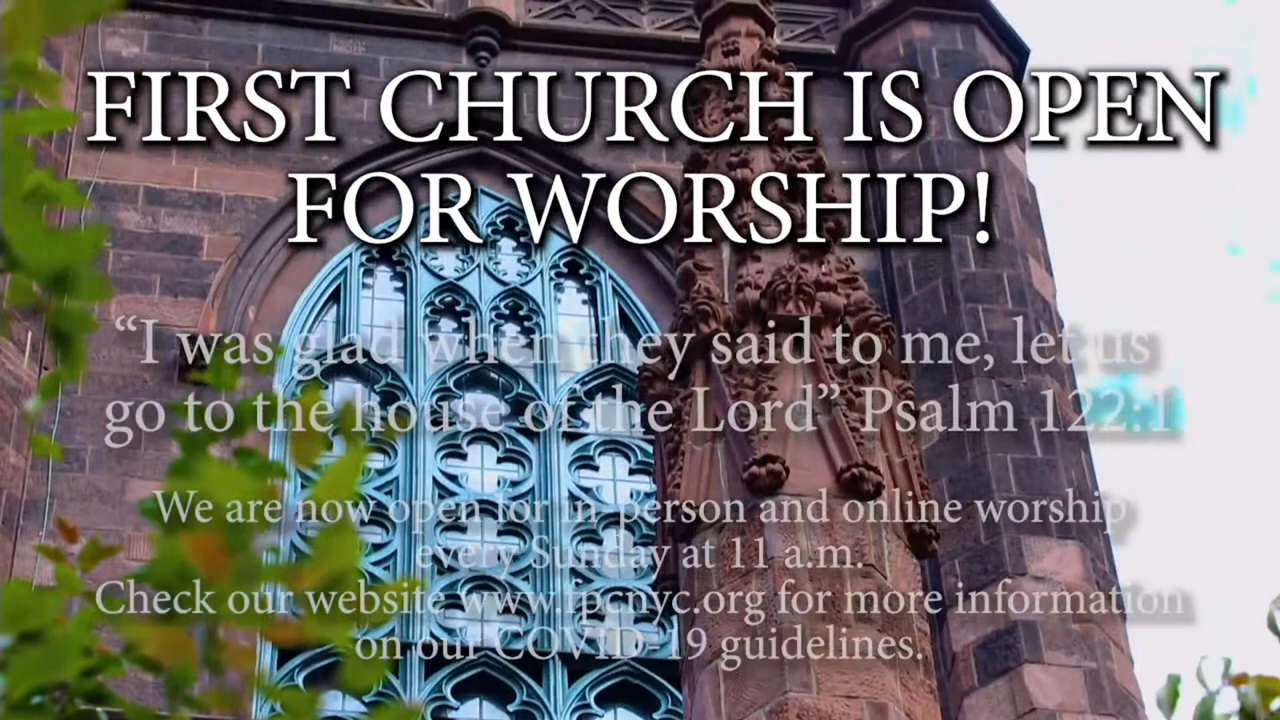 FIRST CHURCH IS OPEN
FOR WORSHIP!
“I was glad when they said to me, let us
go to the house of the Lord” Psalm 122:1
We are now open for in-person and online worship
every Sunday at 11 a.m.
Check our website www.fpcnyc.org for more information
on our COVID-19 guidelines.